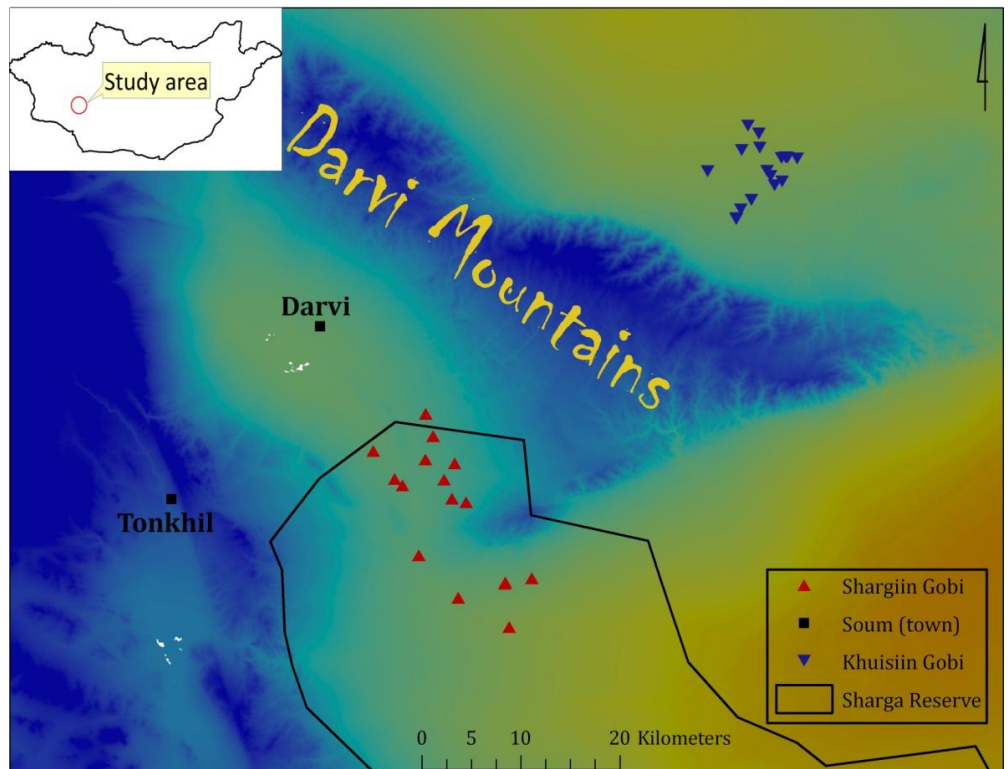 Study area
Darvi Mountains
Darvi
Tonkhil
Shargiin Gobi
Soum (town)
Khuisiin Gobi
Sharga Reserve
0 5 10 20 Kilometers